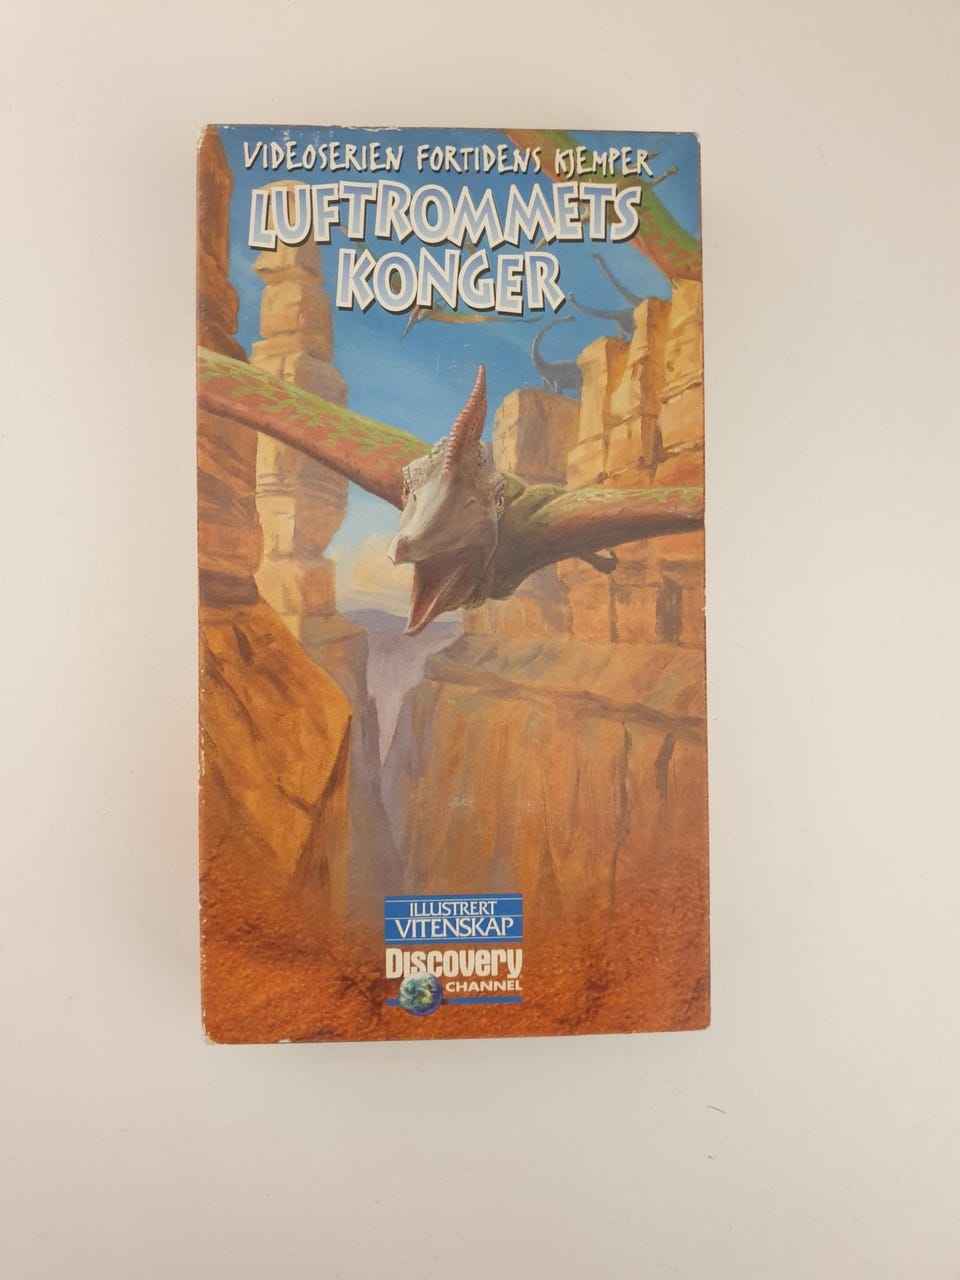 VIDEOSERIEN FORTIDENS KJEMPER
LUFTROMMETS
KONGER
ILLUSTRERT
VITENSKAP
DISCOVERY
CHANNEL